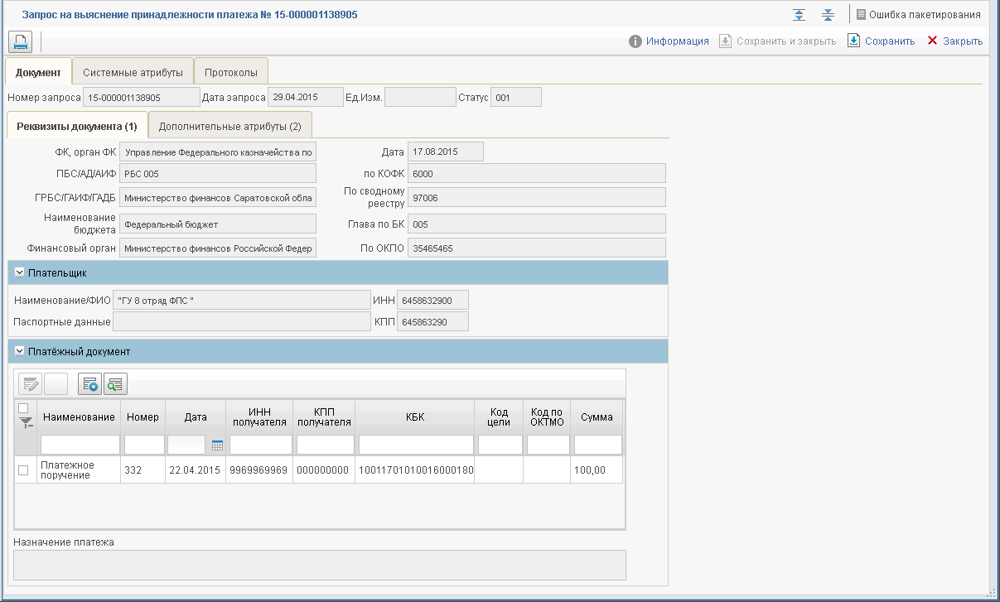 Запрос на выяснение принадлежности платежа № 15-000001138905
Ошибка пакетирования
Информация Сохранить и закрыть Сохранить Закрыть
Документ Системные атрибуты Протоколы
Номер запроса 15-000001138905 Дата запроса 29.04.2015 Ед.Изм. Статус 001
Реквизиты документа (1) Дополнительные атрибуты (2)
ФК, орган ФК Управление Федерального казначейства по Дата 17.08.2015
ПБС/АД/АИФ РБС 005 по КОФК 6000
ГРБС/ГАИФ/ГАДБ Министерство финансов Саратовской обла По сводному реестру 97006
Наименование бюджета Федеральный бюджет Глава по БК 005
Финансовый орган Министерство финансов Российской Федер По ОКПО 35465465
Плательщик
Наименование/ФИО "ГУ 8 отряд ФПС " ИНН 6458632900
Паспортные данные КПП 645863290
Платёжный документ
Наименование Номер Дата ИНН получателя КПП получателя КБК Код цели Код по ОКТМО Сумма
Платежное поручение 332 22.04.2015 9969969969 000000000 10011701010016000180 100,00
Назначение платежа